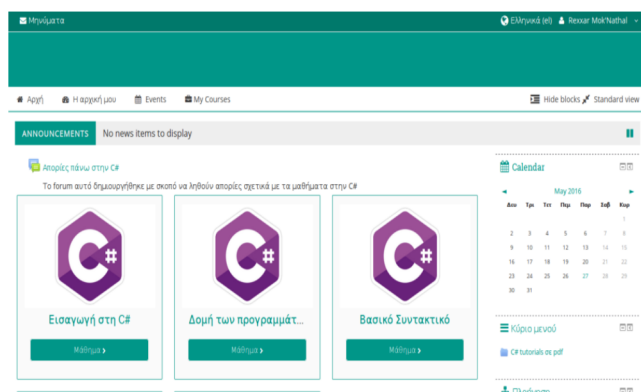 Μηνύματα
Ελληνικά (el) Rexxar Mok'Nathal
Αρχή Η αρχική μου Events My Courses
Hide blocks Standard view
ANNOUNCEMENTS No news items to display
Απορίες πάνω στην C#
Το forum αυτό δημιουργήθηκε με σκοπό να ληθούν απορίες σχετικά με τα μαθήματα στην C#
C# C# C#
Εισαγωγή στη C# Δομή των προγραμμάτ... Βασικό Συντακτικό
Μάθημα Μάθημα Μάθημα
Calendar
◄ May 2016 ►
Δευ Τρι Τετ Πεμ Παρ Σαβ Κυρ
1
2 3 4 5 6 7 8
9 10 11 12 13 14 15
16 17 18 19 20 21 22
23 24 25 26 27 28 29
30 31
Κύριο μενού
C# tutorials σε pdf
Πλοήγηση